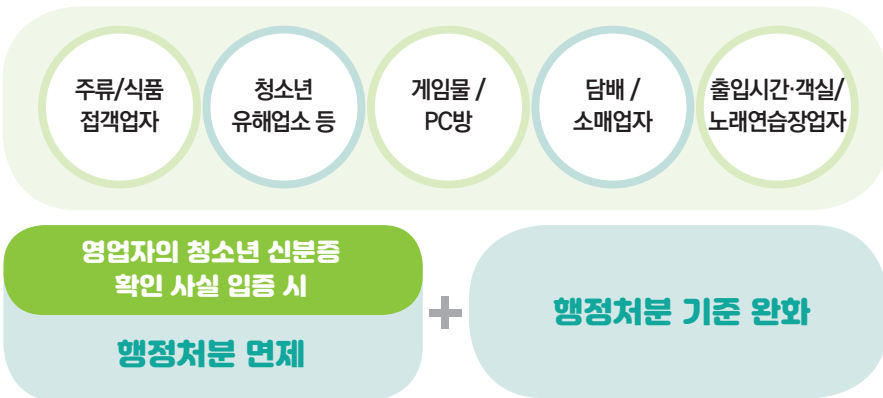 주류/식품
접객업자
청소년
유해업소 등
게임물 /
PC방
담배 /
소매업자
출입시간·객실/
노래연습장업자
영업자의 청소년 신분증
확인 사실 입증 시
행정처분 면제
+
행정처분 기준 완화